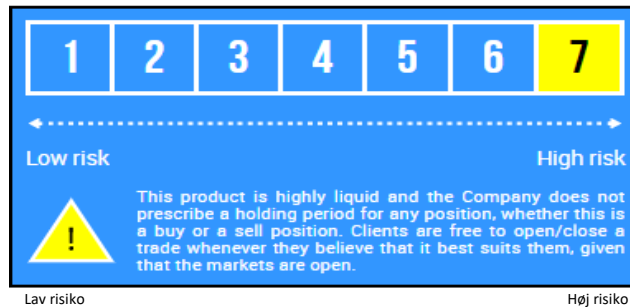 1 2 3 4 5 6 7
Low risk High risk
!
This product is highly liquid and the Company does not
prescribe a holding period for any position, whether this is
a buy or a sell position. Clients are free to open/close a
trade whenever they believe that it best suits them, given
that the markets are open.
Lav risiko Høj risiko